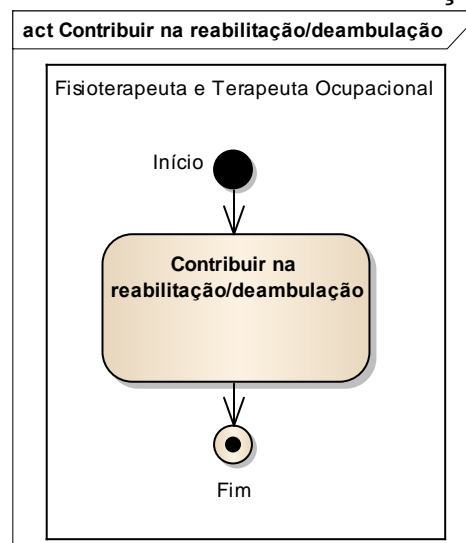 act Contribuir na reabilitação/deambulação
Fisioterapeuta e Terapeuta Ocupacional
Início
Contribuir na
reabilitação/deambulação
Fim